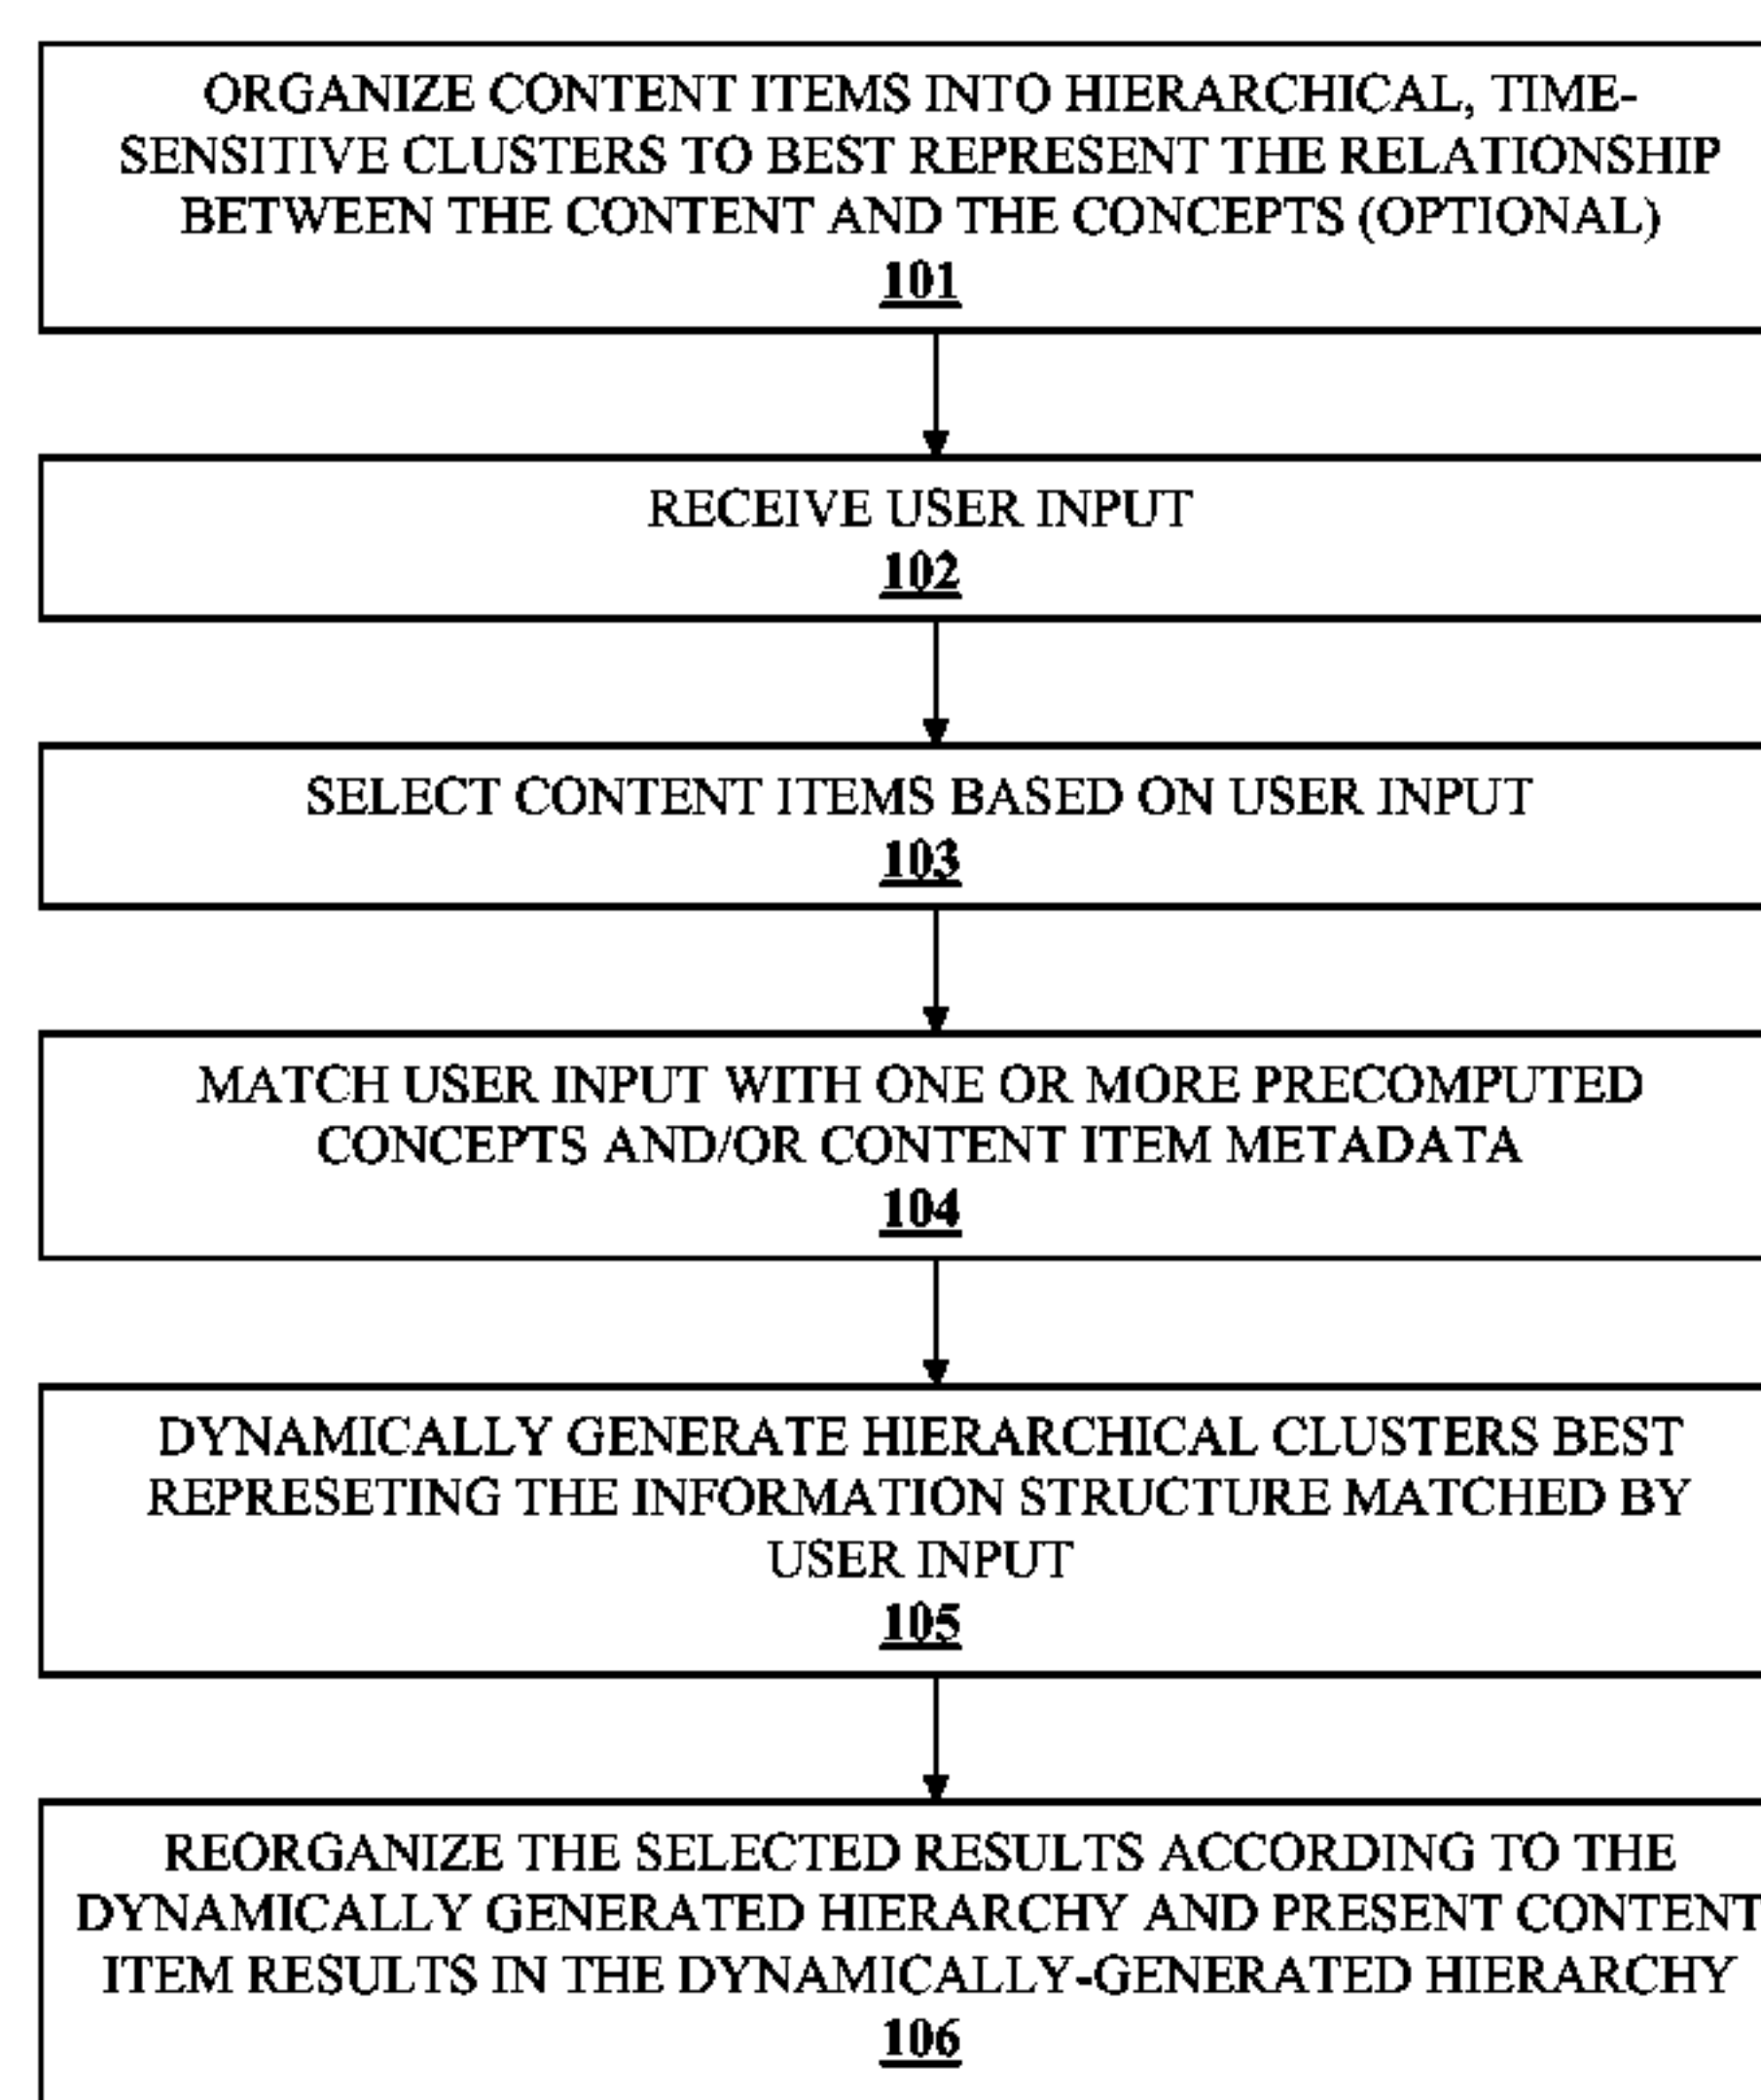 ORGANIZE CONTENT ITEMS INTO HIERARCHICAL, TIME-
SENSITIVE CLUSTERS TO BEST REPRESENT THE RELATIONSHIP
BETWEEN THE CONTENT AND THE CONCEPTS (OPTIONAL)
101
RECEIVE USER INPUT
102
SELECT CONTENT ITEMS BASED ON USER INPUT
103
MATCH USER INPUT WITH ONE OR MORE PRECOMPUTED
CONCEPTS AND/OR CONTENT ITEM METADATA
104
DYNAMICALLY GENERATE HIERARCHICAL CLUSTERS BEST
REPRESETING THE INFORMATION STRUCTURE MATCHED BY
USER INPUT
105
REORGANIZE THE SELECTED RESULTS ACCORDING TO THE
DYNAMICALLY GENERATED HIERARCHY AND PRESENT CONTENT
ITEM RESULTS IN THE DYNAMICALLY-GENERATED HIERARCHY
106